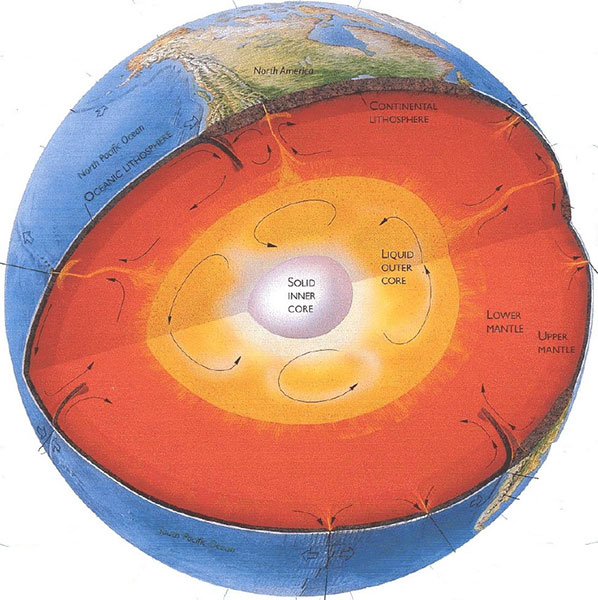 North America
CONTINENTAL
LITHOSPHERE
North Pacific Ocean
OCEANIC LITHOSPHERE
LIQUID
OUTER
CORE
SOLID
INNER
CORE
LOWER
MANTLE
UPPER
MANTLE
South Pacific Ocean